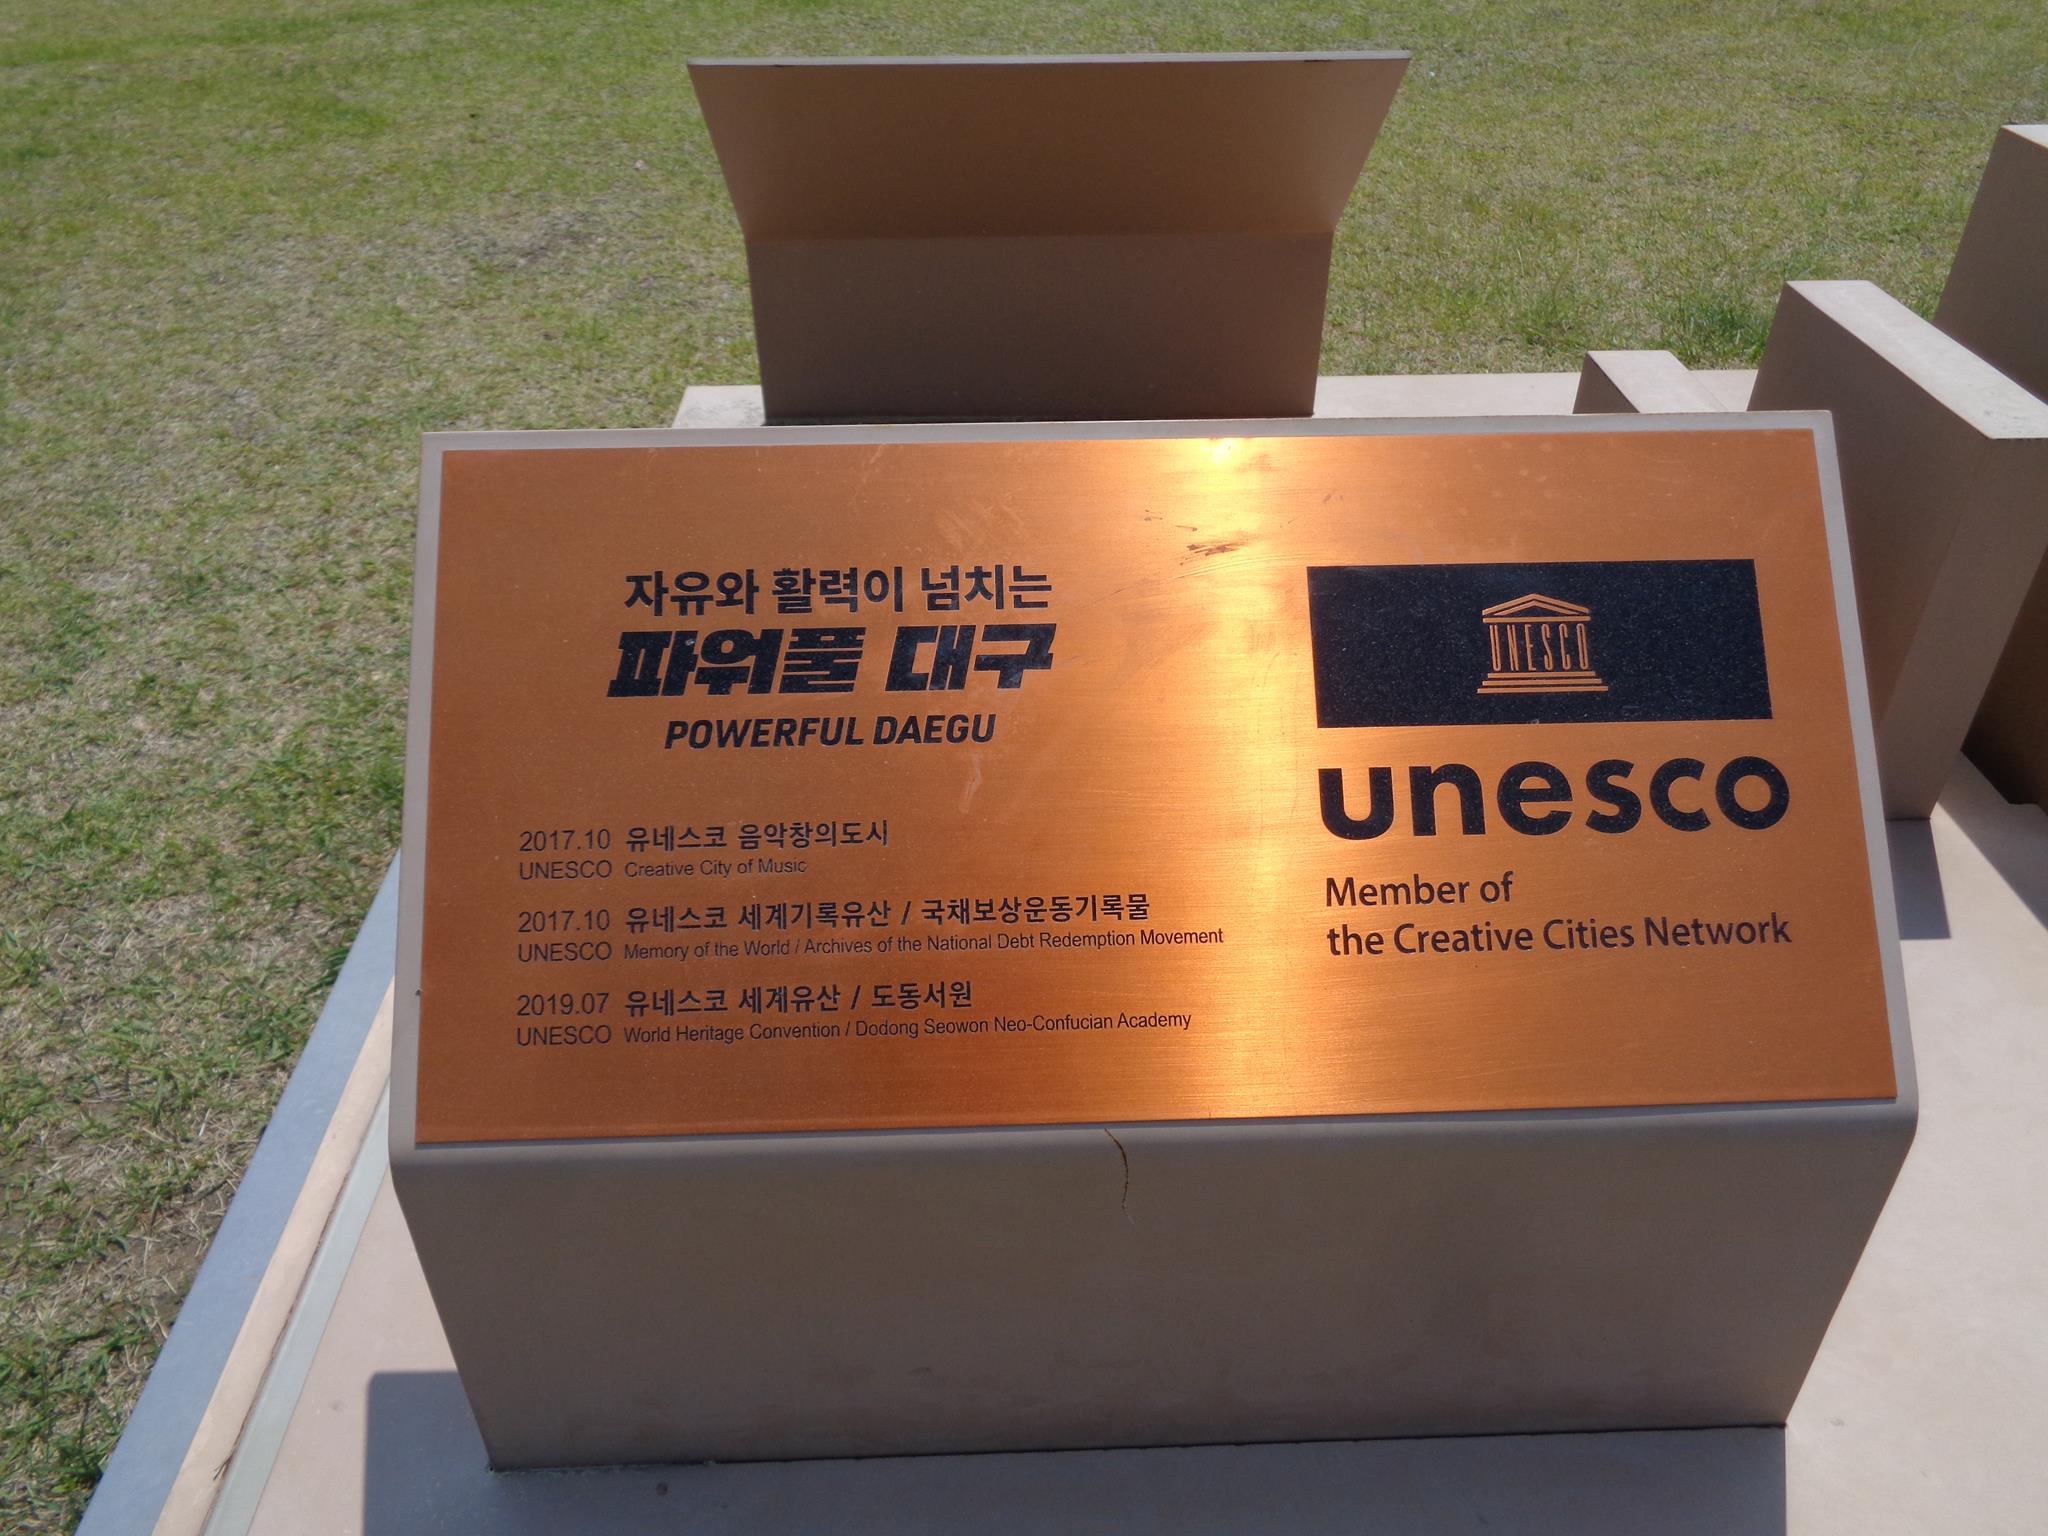 자유와 활력이 넘치는
파워풀 대구
POWERFUL DAEGU
2017.10 유네스코 음악창의도시
UNESCO Creative City of Music
2017.10 유네스코 세계기록유산 / 국채보상운동기록물
UNESCO Memory of the World / Archives of the National Debt Redemption Movement
2019.07 유네스코 세계유산 / 도동서원
UNESCO World Heritage Convention / Dodong Seowon Neo-Confucian Academy
UNESCO
unesco
Member of
the Creative Cities Network